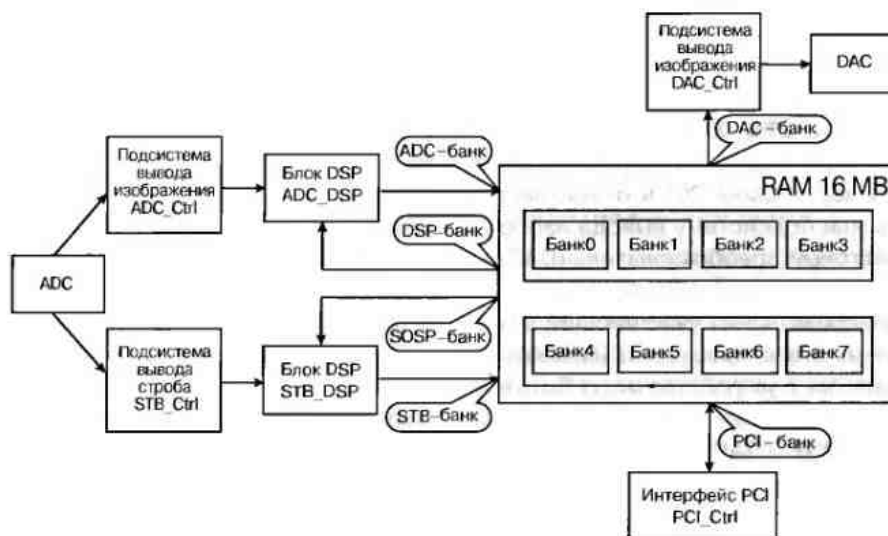 Подсистема
вывода
изображения
DAC_Ctrl
DAC
DAC-банк
Подсистема
вывода
изображения
ADC_Ctrl
Блок DSP
ADC_DSP
ADC-банк
RAM 16 MB
DSP-банк
Банк0
Банк1
Банк2
Банк3
ADC
SOSP-банк
Подсистема
вывода
строба
STB_Ctrl
Блок DSP
STB_DSP
Банк4
Банк5
Банк6
Банк7
STB-банк
PCI-банк
Интерфейс PCI
PCI_Ctrl